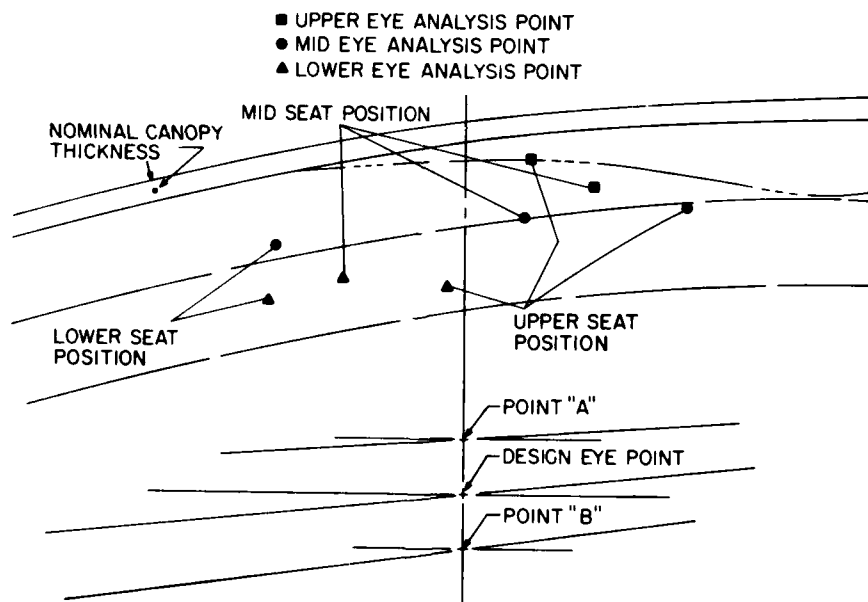 ■ UPPER EYE ANALYSIS POINT
● MID EYE ANALYSIS POINT
▲ LOWER EYE ANALYSIS POINT
MID SEAT POSITION
NOMINAL CANOPY
THICKNESS
LOWER SEAT
POSITION
UPPER SEAT
POSITION
POINT "A"
DESIGN EYE POINT
POINT "B"